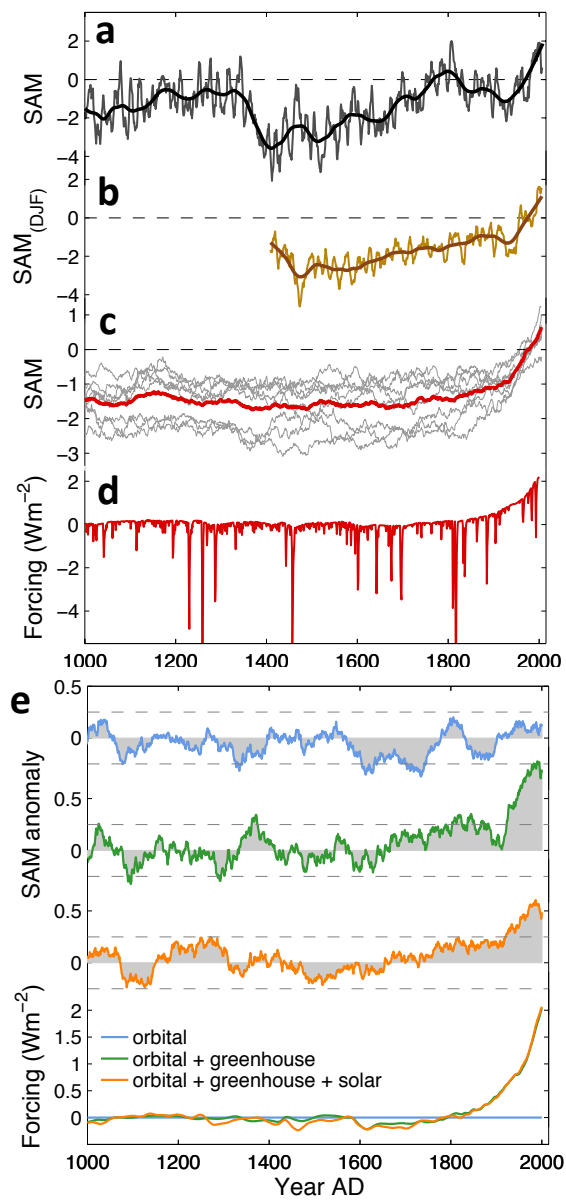 a
2
0
−2
−4
SAM
b
2
0
−2
−4
SAM(DJF)
c
1
0
−1
−2
−3
SAM
d
2
0
−2
−4
Forcing (Wm−2)
1000 1200 1400 1600 1800 2000
e
0.5
0
0.5
0
0.5
0
SAM anomaly
2
1.5
1
0.5
0
Forcing (Wm−2)
orbital
orbital + greenhouse
orbital + greenhouse + solar
1000 1200 1400 1600 1800 2000
Year AD